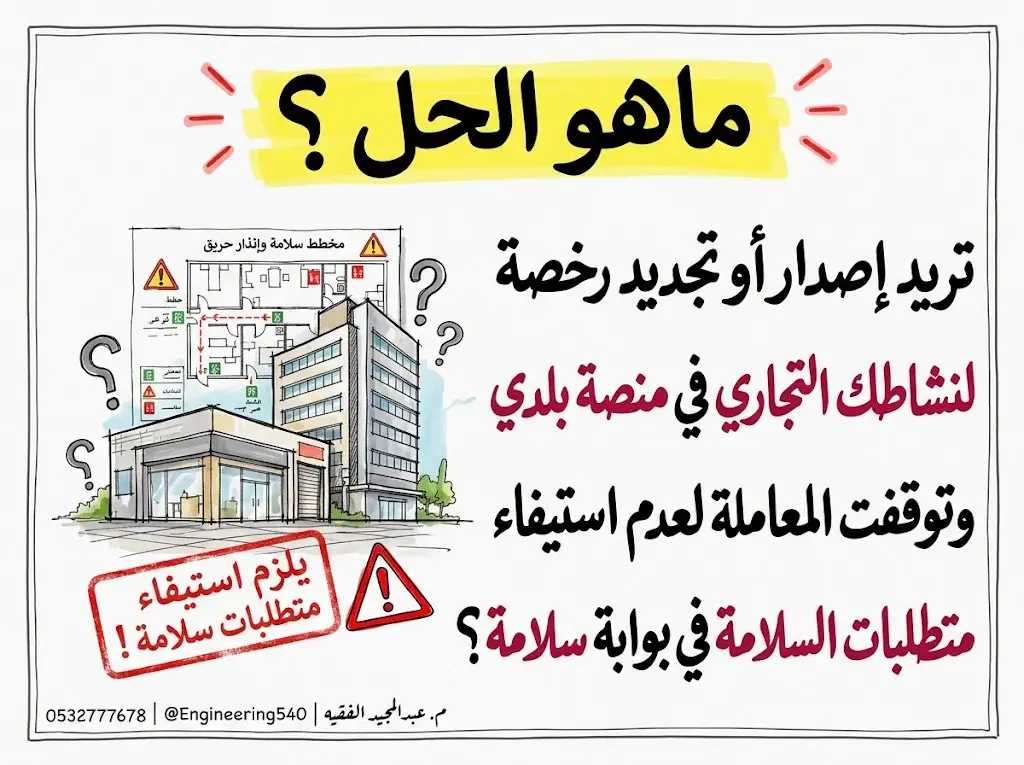 ماهو الحل ؟
تريد إصدار أو تجديد رخصة
لنشاطك التجاري في منصة بلدي
وتوقفت المعاملة لعدم استيفاء
متطلبات السلامة في بوابة سلامة ؟
مخطط سلامة وإنذار حريق
يلزم استيفاء
متطلبات سلامة !
م. عبدالمجيد الفقيه | @Engineering540 | 0532777678